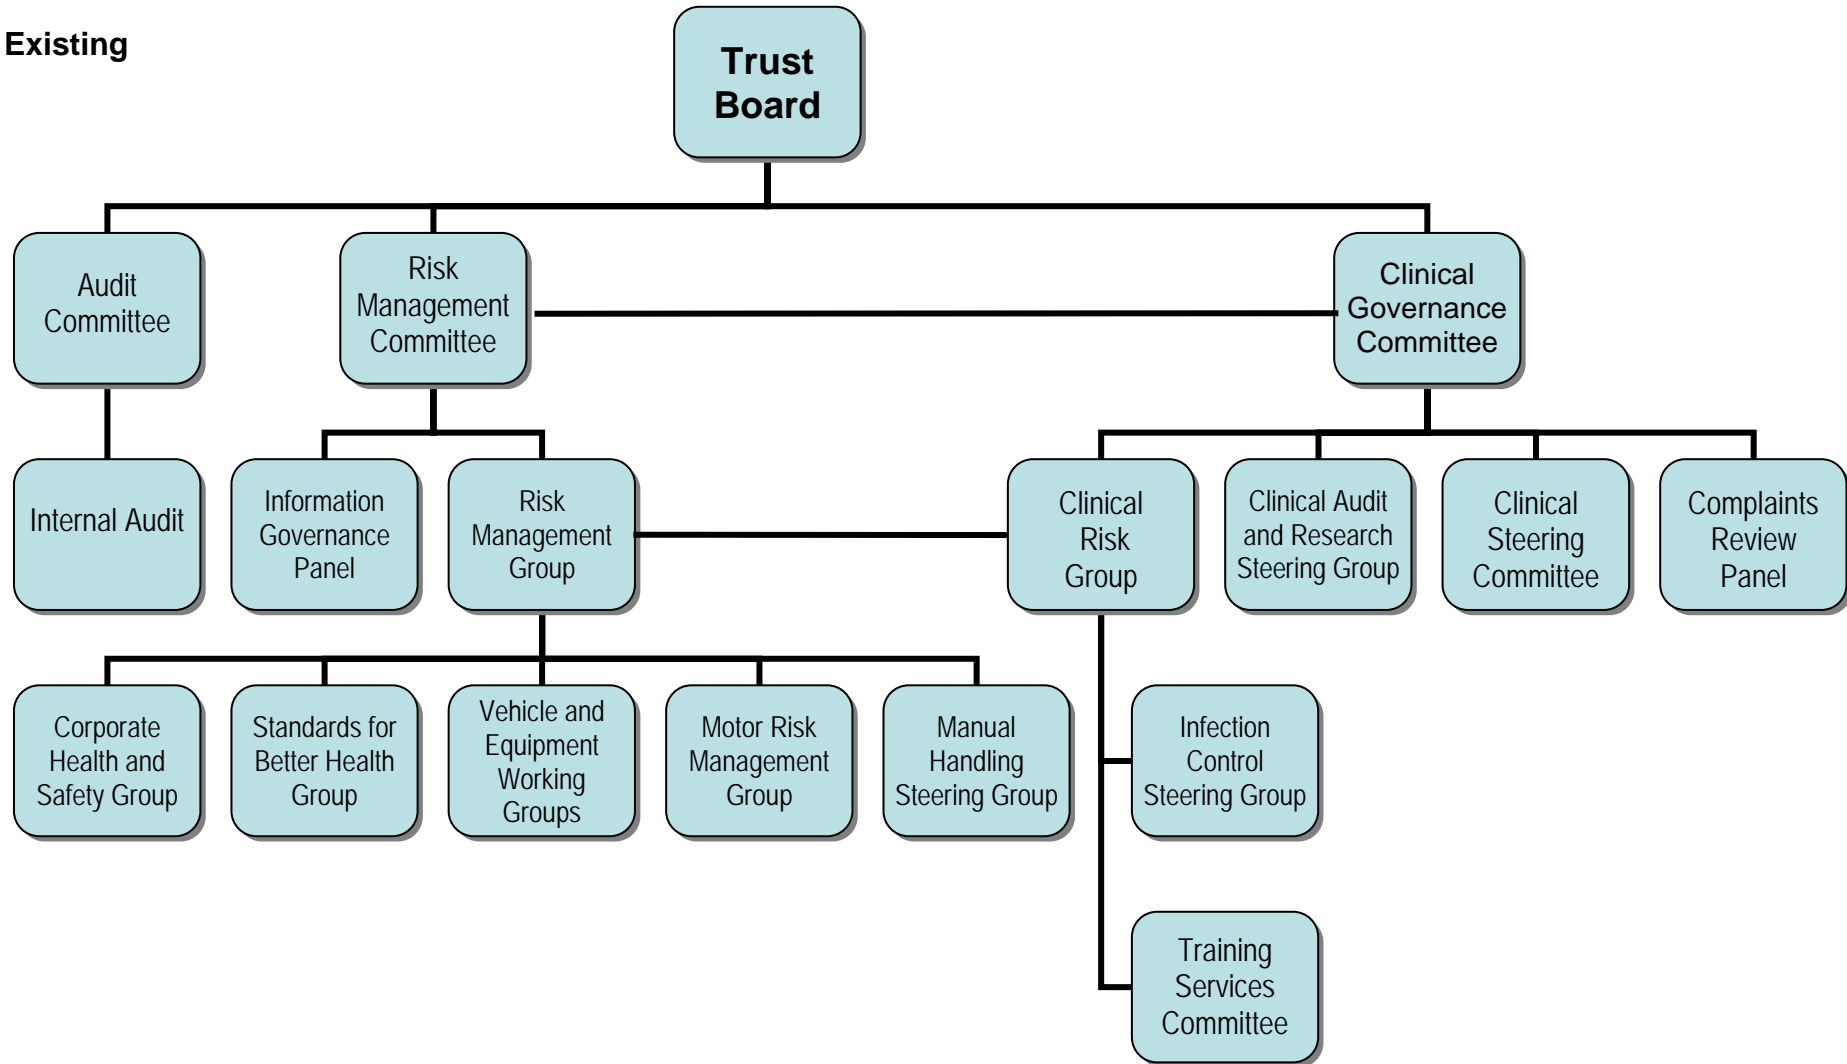 Existing
Trust
Board
Audit
Committee
Risk
Management
Committee
Clinical
Governance
Committee
Internal Audit
Information
Governance
Panel
Risk
Management
Group
Clinical
Risk
Group
Clinical Audit
and Research
Steering Group
Clinical
Steering
Committee
Complaints
Review
Panel
Corporate
Health and
Safety Group
Standards for
Better Health
Group
Vehicle and
Equipment
Working
Groups
Motor Risk
Management
Group
Manual
Handling
Steering Group
Infection
Control
Steering Group
Training
Services
Committee